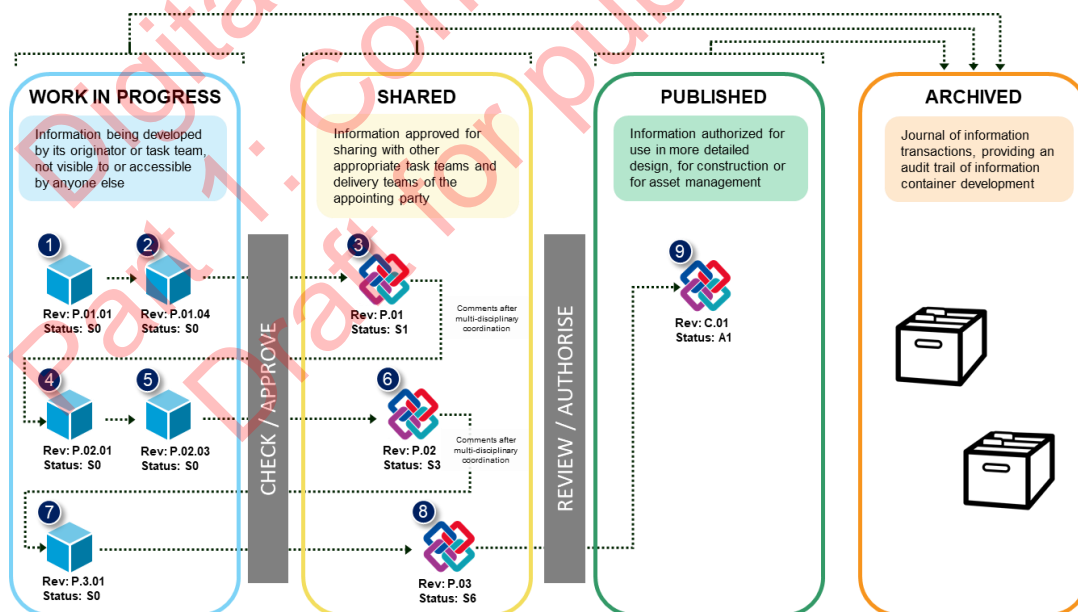 WORK IN PROGRESS
Information being developed
by its originator or task team,
not visible to or accessible
by anyone else
SHARED
Information approved for
sharing with other
appropriate task teams and
delivery teams of the
appointing party
PUBLISHED
Information authorized for
use in more detailed
design, for construction or
for asset management
ARCHIVED
Journal of information
transactions, providing an
audit trail of information
container development
1
Rev: P.01.01
Status: S0
2
Rev: P.01.04
Status: S0
CHECK / APPROVE
3
Rev: P.01
Status: S1
Comments after
multi-disciplinary
coordination
REVIEW / AUTHORISE
9
Rev: C.01
Status: A1
4
Rev: P.02.01
Status: S0
5
Rev: P.02.03
Status: S0
6
Rev: P.02
Status: S3
Comments after
multi-disciplinary
coordination
7
Rev: P.3.01
Status: S0
8
Rev: P.03
Status: S6
Digita
Part 1: Con
Draft for pub